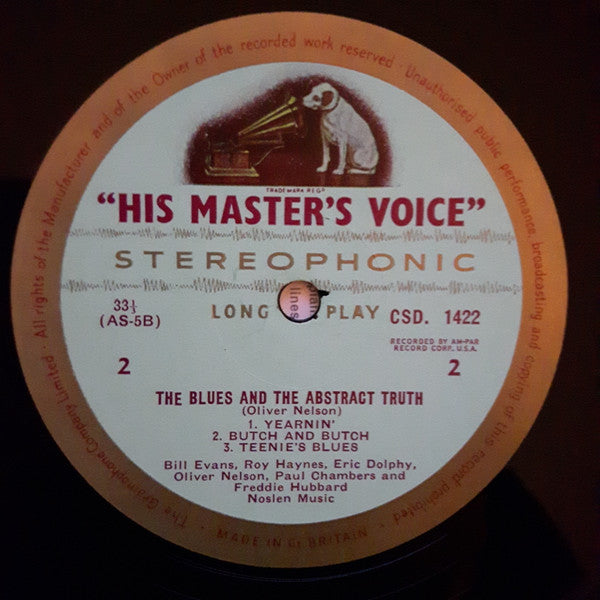 All rights of the Manufacturer and of the Owner of the recorded work reserved · Unauthorised public performance, broadcasting and copying of this record prohibited
TRADEMARK REGD
"HIS MASTER'S VOICE"
STEREOPHONIC
33⅓
(AS-5B)
LONG PLAY
CSD. 1422
RECORDED BY AM-PAR
RECORD CORP. U.S.A.
2
2
THE BLUES AND THE ABSTRACT TRUTH
(Oliver Nelson)
1. YEARNIN'
2. BUTCH AND BUTCH
3. TEENIE'S BLUES
Bill Evans, Roy Haynes, Eric Dolphy,
Oliver Nelson, Paul Chambers and
Freddie Hubbard
Noslen Music
The Gramophone Company Limited ·
· MADE IN Gt BRITAIN ·